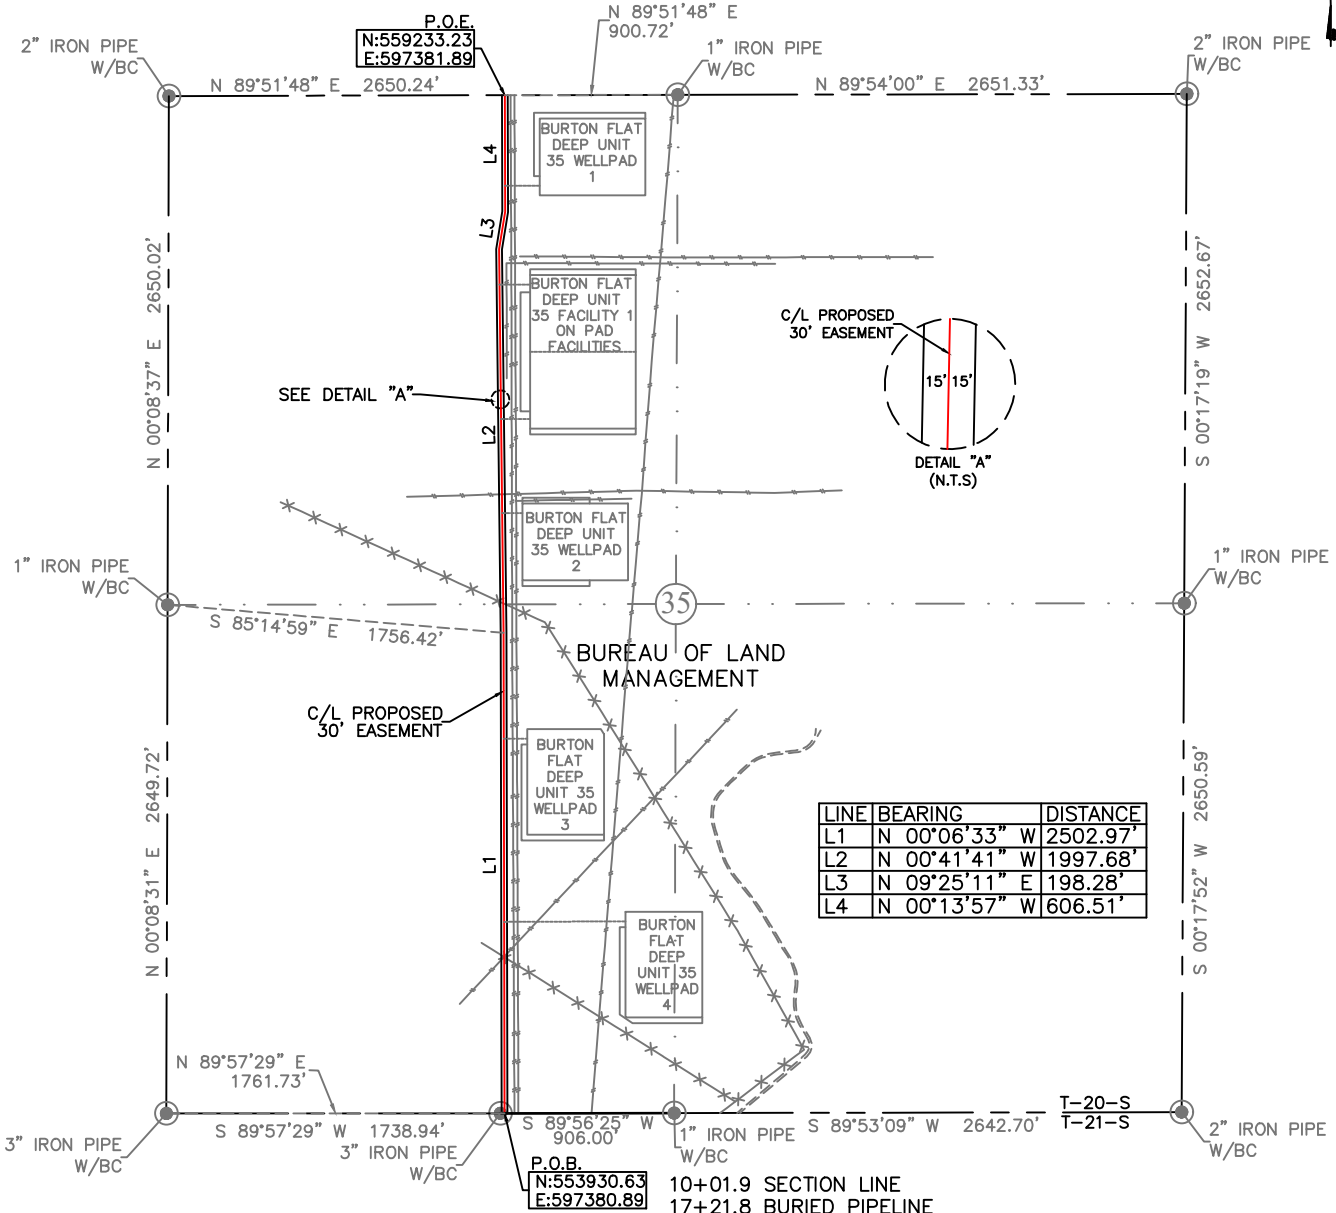 N 89°51'48" E
900.72'
P.O.E.
N:559233.23
E:597381.89
2" IRON PIPE
W/BC
1" IRON PIPE
W/BC
2" IRON PIPE
W/BC
N 89°51'48" E 2650.24'
N 89°54'00" E 2651.33'
BURTON FLAT
DEEP UNIT
35 WELLPAD
1
L4
L3
N 00°08'37" E 2650.02'
S 00°17'19" W 2652.67'
BURTON FLAT
DEEP UNIT
35 FACILITY 1
ON PAD
FACILITIES
C/L PROPOSED
30' EASEMENT
15' 15'
DETAIL "A"
(N.T.S)
SEE DETAIL "A"
L2
BURTON FLAT
DEEP UNIT
35 WELLPAD
2
1" IRON PIPE
W/BC
1" IRON PIPE
W/BC
35
S 85°14'59" E 1756.42'
BUREAU OF LAND
MANAGEMENT
C/L PROPOSED
30' EASEMENT
BURTON
FLAT
DEEP
UNIT 35
WELLPAD
3
N 00°08'31" E 2649.72'
S 00°17'52" W 2650.59'
LINE BEARING DISTANCE
L1 N 00°06'33" W 2502.97'
L2 N 00°41'41" W 1997.68'
L3 N 09°25'11" E 198.28'
L4 N 00°13'57" W 606.51'
L1
BURTON
FLAT
DEEP
UNIT 35
WELLPAD
4
N 89°57'29" E
1761.73'
T-20-S
T-21-S
S 89°57'29" W 1738.94'
S 89°56'25" W
906.00'
S 89°53'09" W 2642.70'
3" IRON PIPE
W/BC
3" IRON PIPE
W/BC
1" IRON PIPE
W/BC
2" IRON PIPE
W/BC
P.O.B.
N:553930.63
E:597380.89
10+01.9 SECTION LINE
17+21.8 BURIED PIPELINE